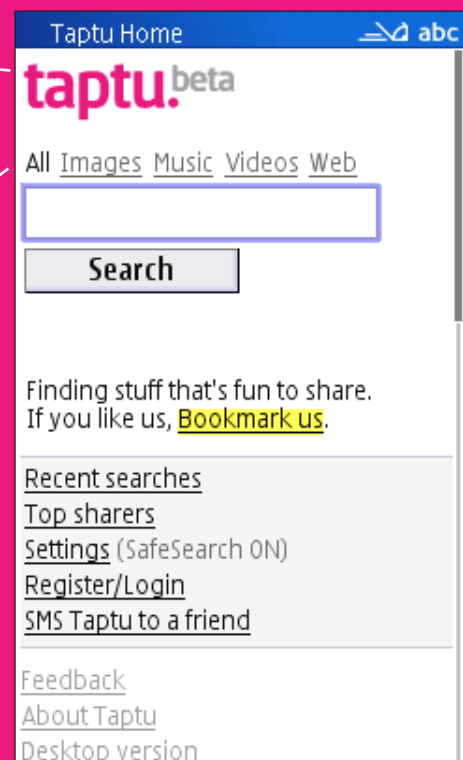 Taptu Home abc
taptu.beta
All Images Music Videos Web
Search
Finding stuff that's fun to share.
If you like us, Bookmark us.
Recent searches
Top sharers
Settings (SafeSearch ON)
Register/Login
SMS Taptu to a friend
Feedback
About Taptu
Desktop version